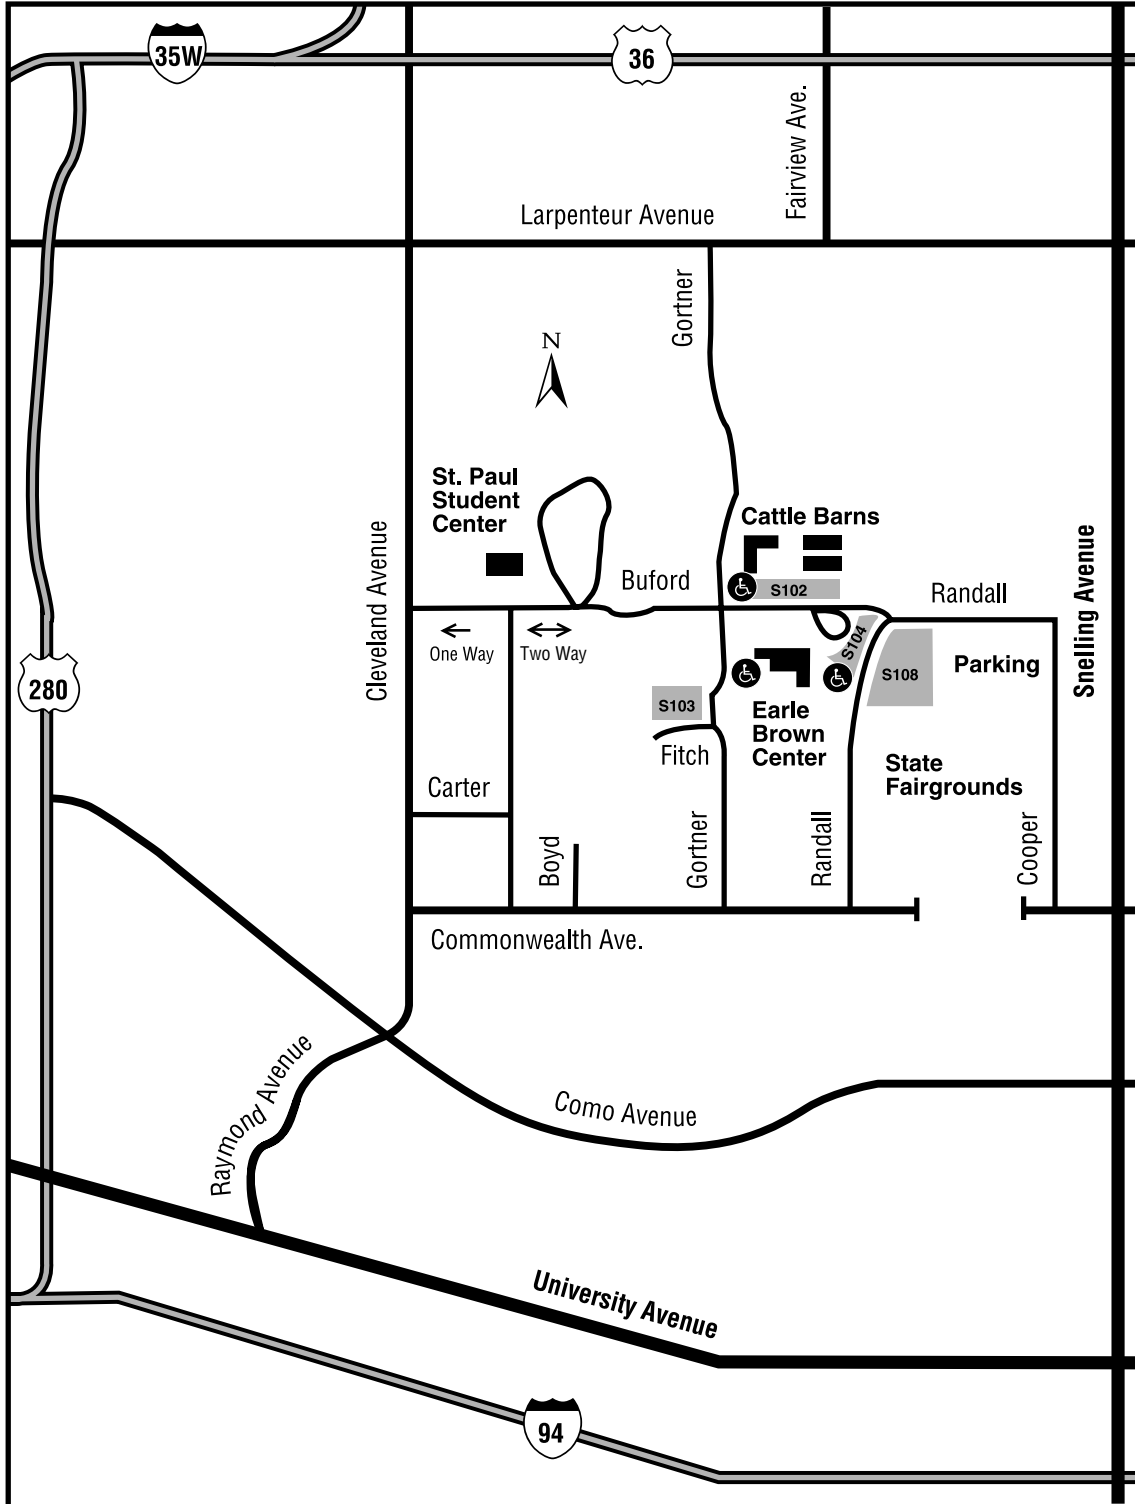 35W
36
Fairview Ave.
Larpenteur Avenue
Gortner
N
St. Paul
Student
Center
Cattle Barns
Cleveland Avenue
Buford
S102
Randall
Snelling Avenue
One Way
Two Way
S104
280
S103
S108
Parking
Earle
Brown
Center
Fitch
State
Fairgrounds
Carter
Boyd
Gortner
Randall
Cooper
Commonwealth Ave.
Raymond Avenue
Como Avenue
University Avenue
94